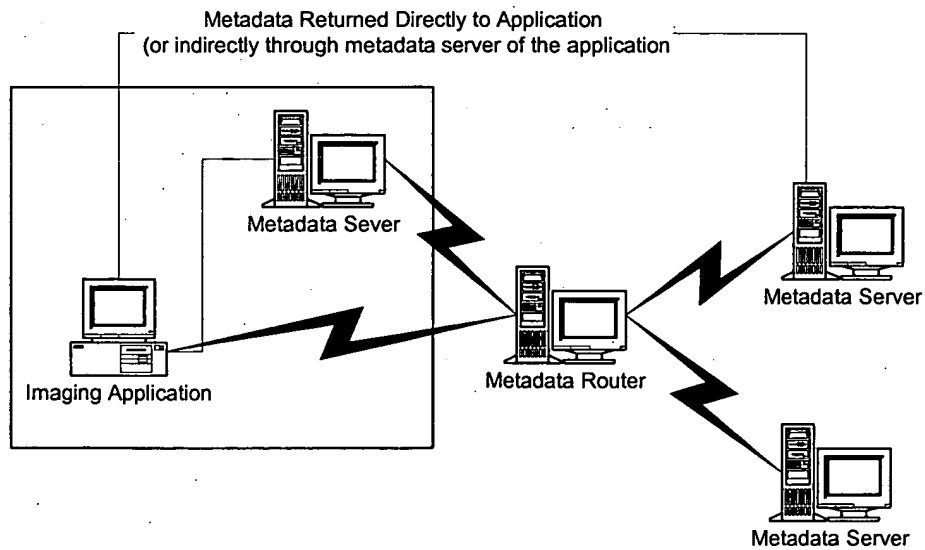 Metadata Returned Directly to Application
(or indirectly through metadata server of the application
Metadata Sever
Metadata Server
Imaging Application
Metadata Router
Metadata Server